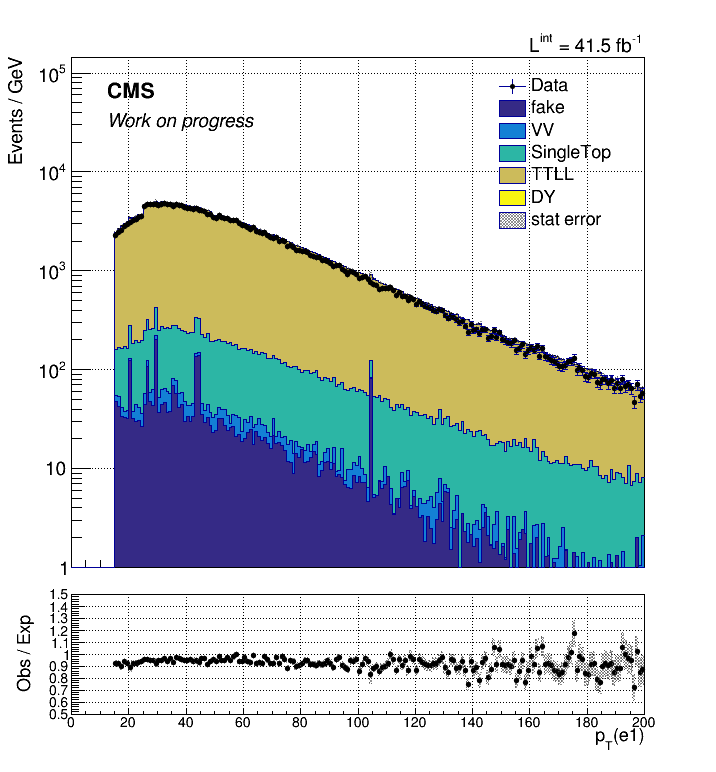 L^int = 41.5 fb^-1
Events / GeV
10^5
10^4
10^3
10^2
10
1
CMS
Work on progress
Data
fake
VV
SingleTop
TTLL
DY
stat error
Obs / Exp
1.5
1.4
1.3
1.2
1.1
1
0.9
0.8
0.7
0.6
0.5
0 20 40 60 80 100 120 140 160 180 200
p_T(e1)